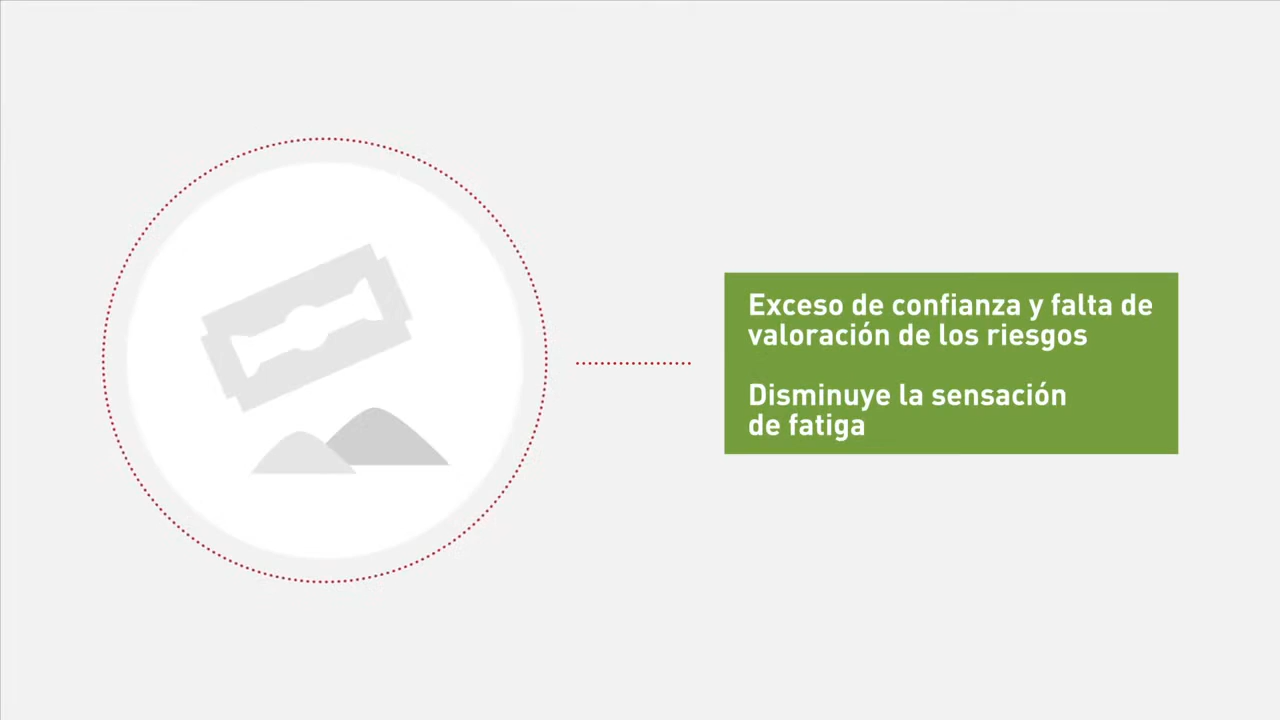 Exceso de confianza y falta de
valoración de los riesgos
Disminuye la sensación
de fatiga